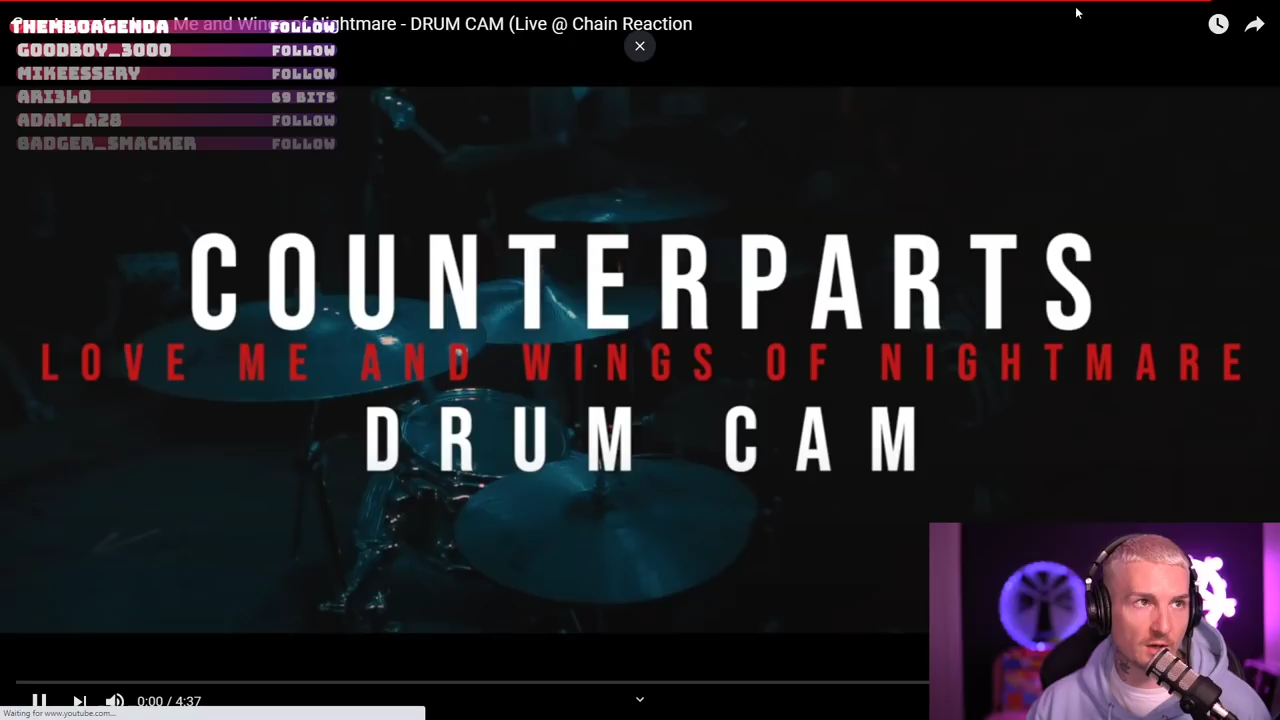 Me and Wings of Nightmare - DRUM CAM (Live @ Chain Reaction
THEMBOAGENDA FOLLOW
GOODBOY_3000 FOLLOW
MIKEESSERY FOLLOW
ARI3LO 69 BITS
ADAM_A28 FOLLOW
BADGER_SMACKER FOLLOW
COUNTERPARTS
LOVE ME AND WINGS OF NIGHTMARE
DRUM CAM
0:00 / 4:37
Waiting for www.youtube.com...